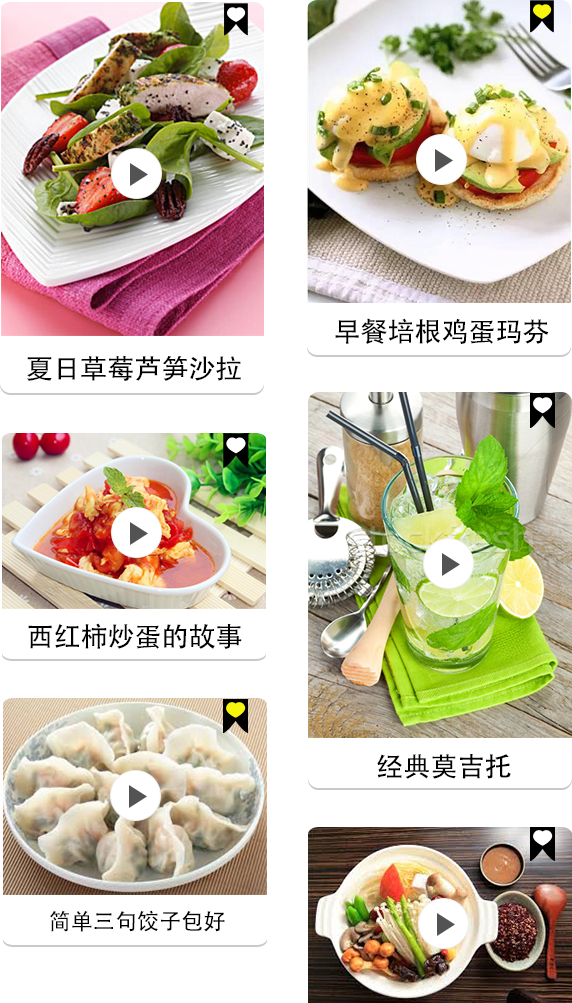 夏日草莓芦笋沙拉
早餐培根鸡蛋玛芬
西红柿炒蛋的故事
经典莫吉托
简单三句饺子包好